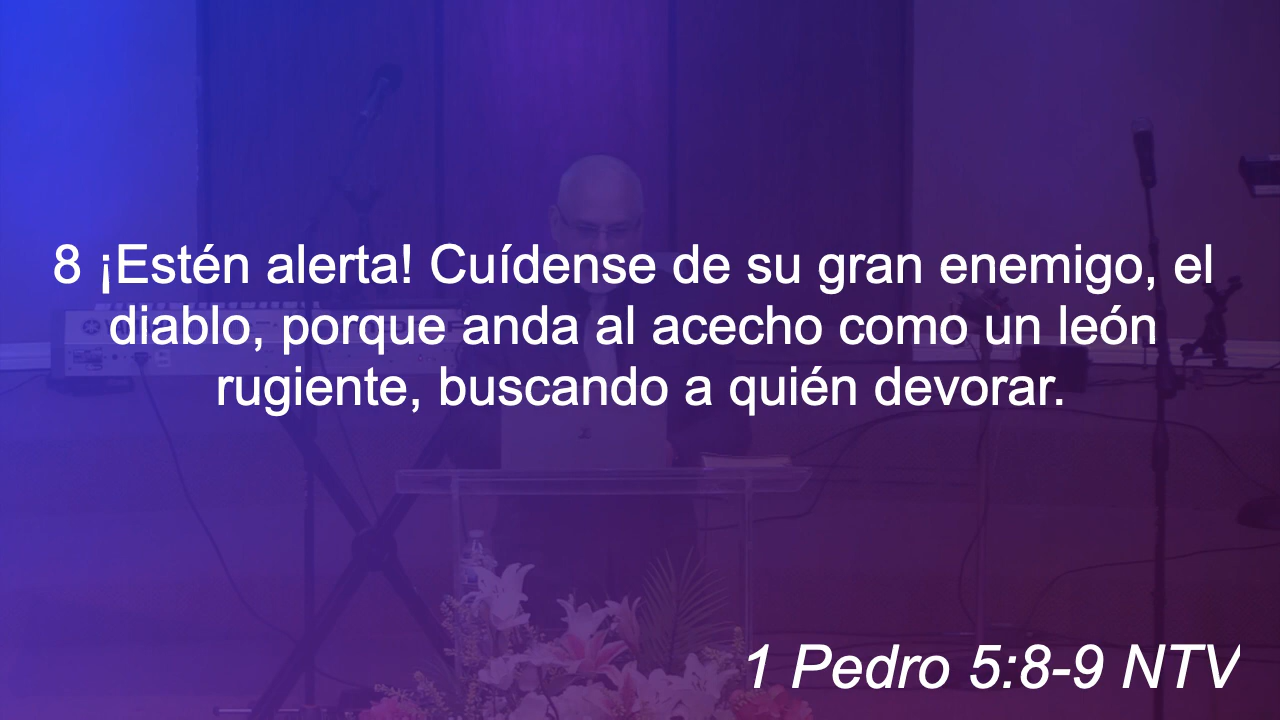 8 ¡Estén alerta! Cuídense de su gran enemigo, el
diablo, porque anda al acecho como un león
rugiente, buscando a quién devorar.
1 Pedro 5:8-9 NTV